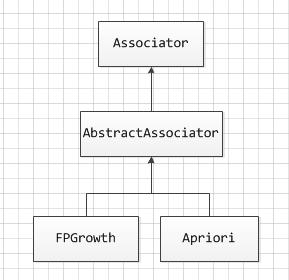 Associator
AbstractAssociator
FPGrowth
Apriori